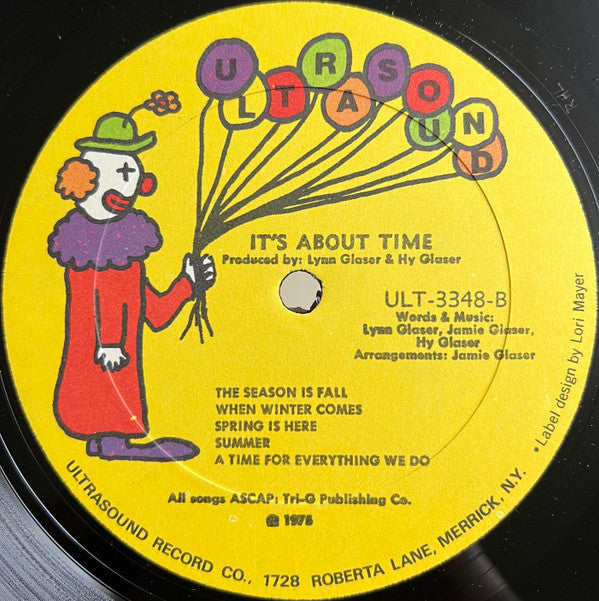 ULTRASOUND
IT'S ABOUT TIME
Produced by: Lynn Glaser & Hy Glaser
ULT-3348-B
Words & Music:
Lynn Glaser, Jamie Glaser,
Hy Glaser
Arrangements: Jamie Glaser
THE SEASON IS FALL
WHEN WINTER COMES
SPRING IS HERE
SUMMER
A TIME FOR EVERYTHING WE DO
All songs ASCAP: Tri-G Publishing Co.
℗ 1976
ULTRASOUND RECORD CO., 1728 ROBERTA LANE, MERRICK, N.Y.
* Label design by Lori Mayer
RHL